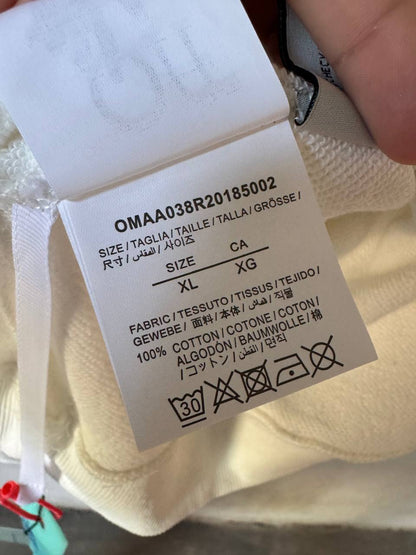 OMAA038R20185002
SIZE / TAGLIA / TAILLE / TALLA / GRÖSSE /
尺寸 / المقاس / 사이즈
SIZE CA
XL XG
FABRIC / TESSUTO / TISSUS / TEJIDO /
GEWEBE / 面料 / 本体 / قماش / 직물
100% COTTON / COTONE / COTON /
ALGODÓN / BAUMWOLLE / 棉
/ コットン / القطن / 면직
30
CHECK